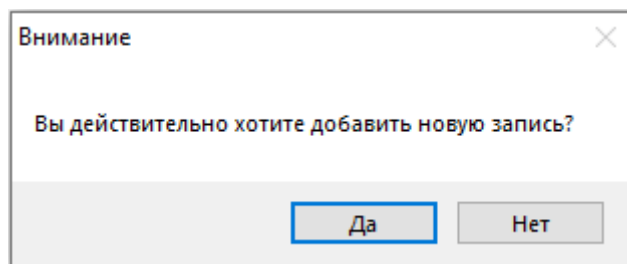 Внимание
Вы действительно хотите добавить новую запись?
Да
Нет